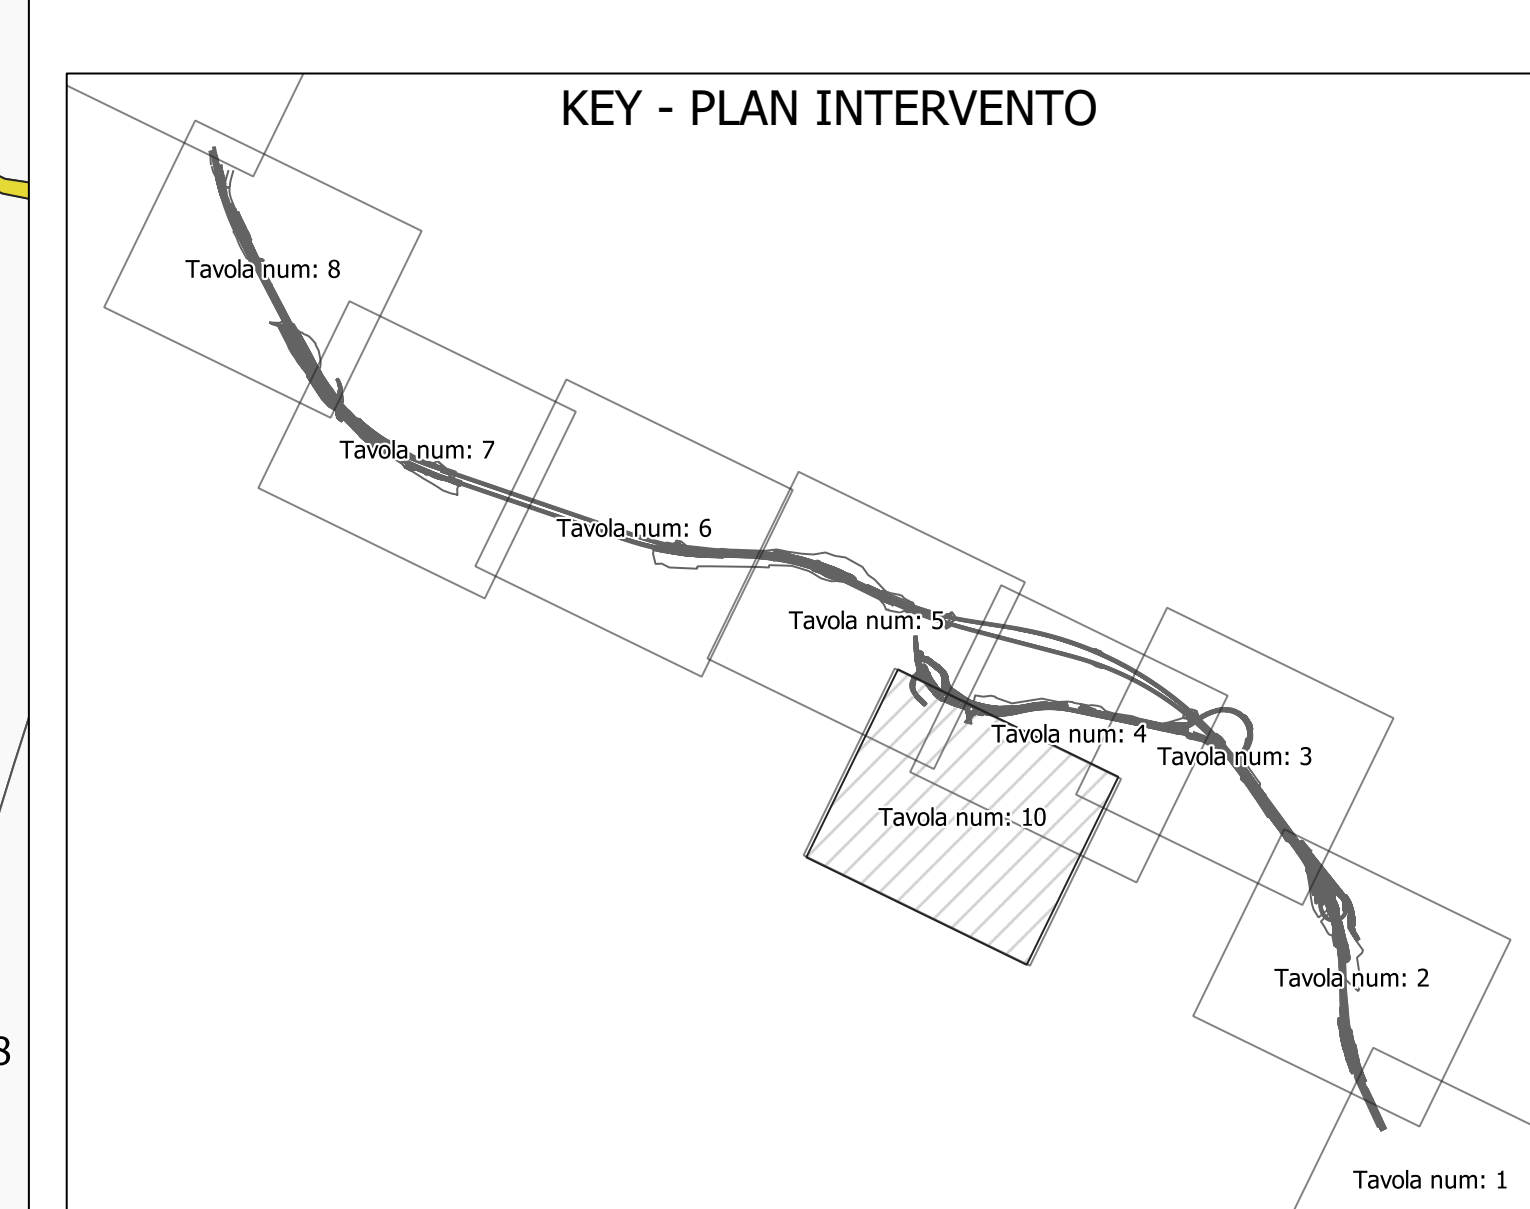 KEY - PLAN INTERVENTO
Tavola num: 8
Tavola num: 7
Tavola num: 6
Tavola num: 5
Tavola num: 4
Tavola num: 3
Tavola num: 10
Tavola num: 2
8
Tavola num: 1